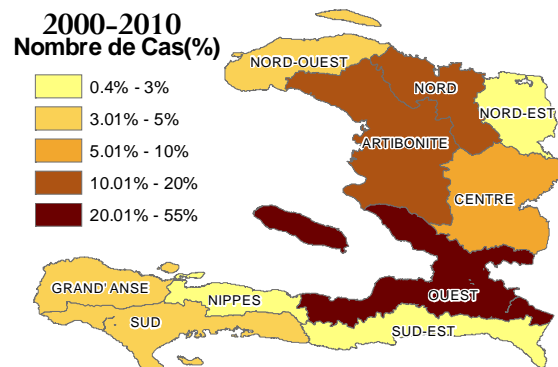 2000-2010
Nombre de Cas(%)
0.4% - 3%
3.01% - 5%
5.01% - 10%
10.01% - 20%
20.01% - 55%
NORD-OUEST
NORD
NORD-EST
ARTIBONITE
CENTRE
GRAND'ANSE
NIPPES
OUEST
SUD
SUD-EST